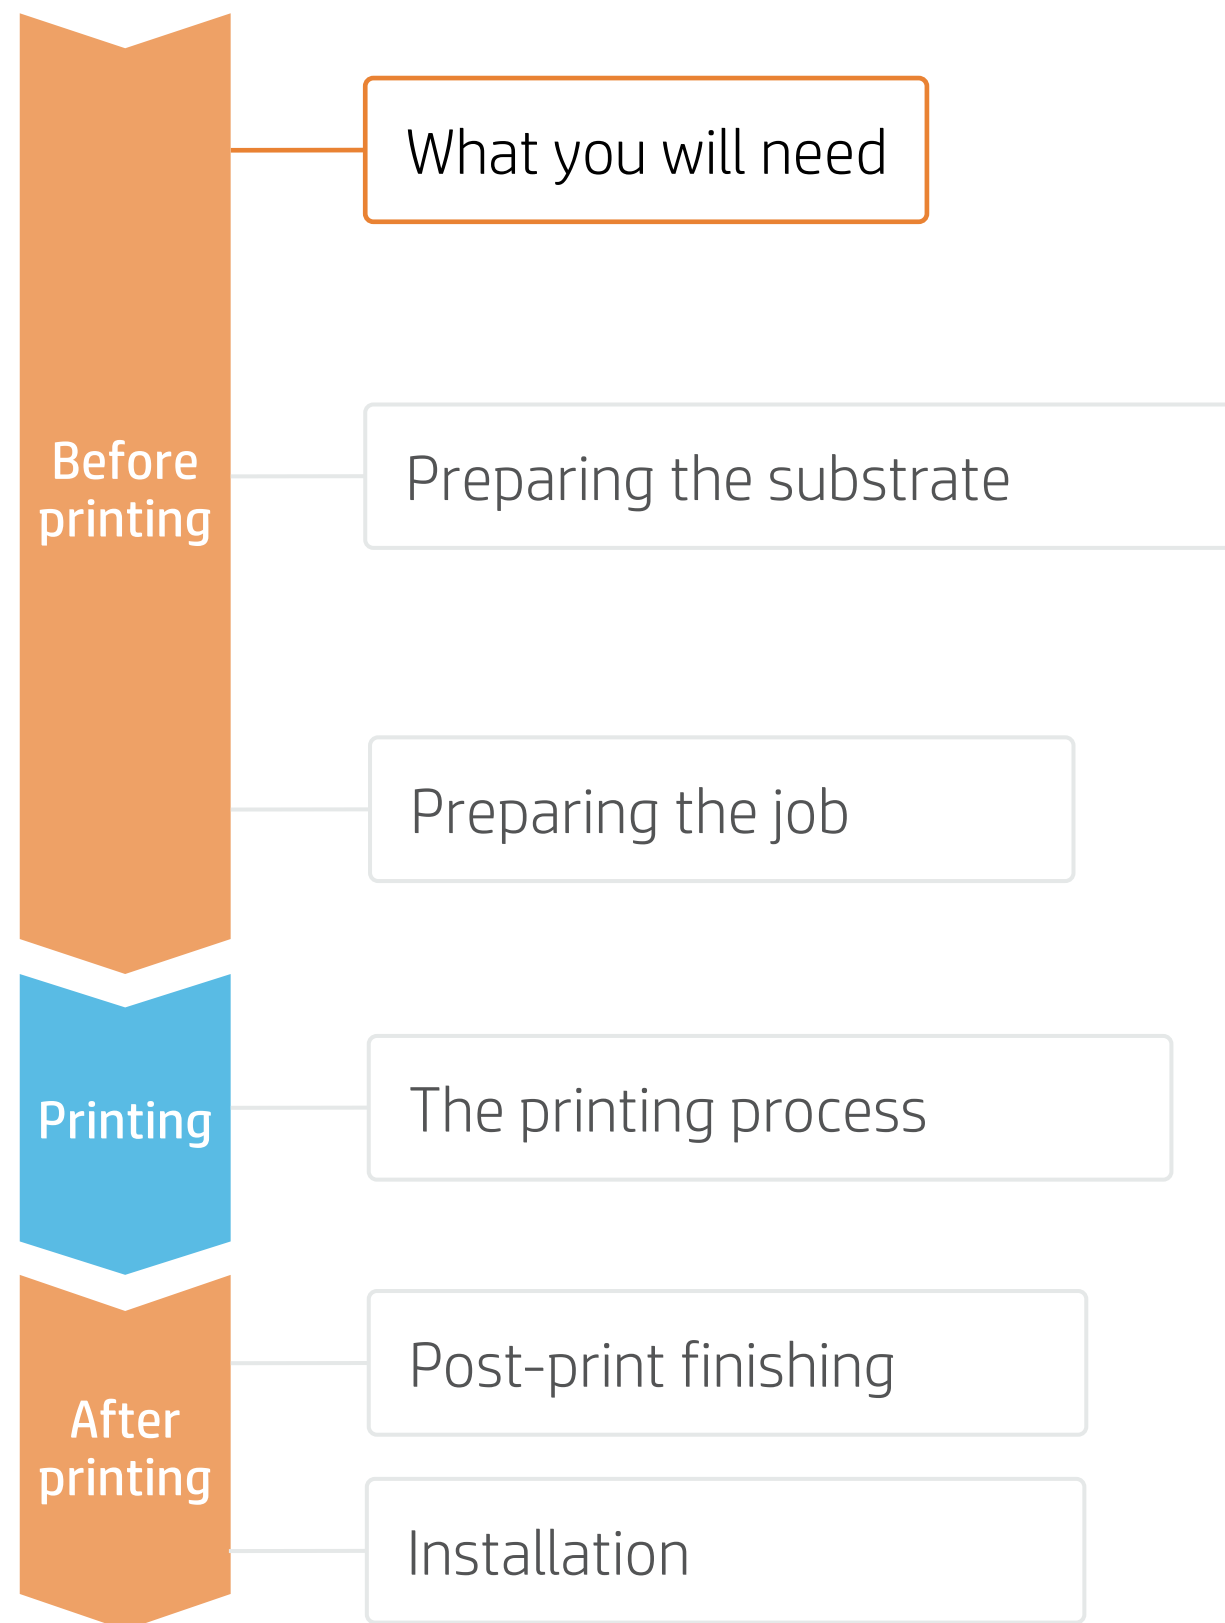 What you will need
Before
printing
Preparing the substrate
Preparing the job
Printing
The printing process
After
printing
Post-print finishing
Installation